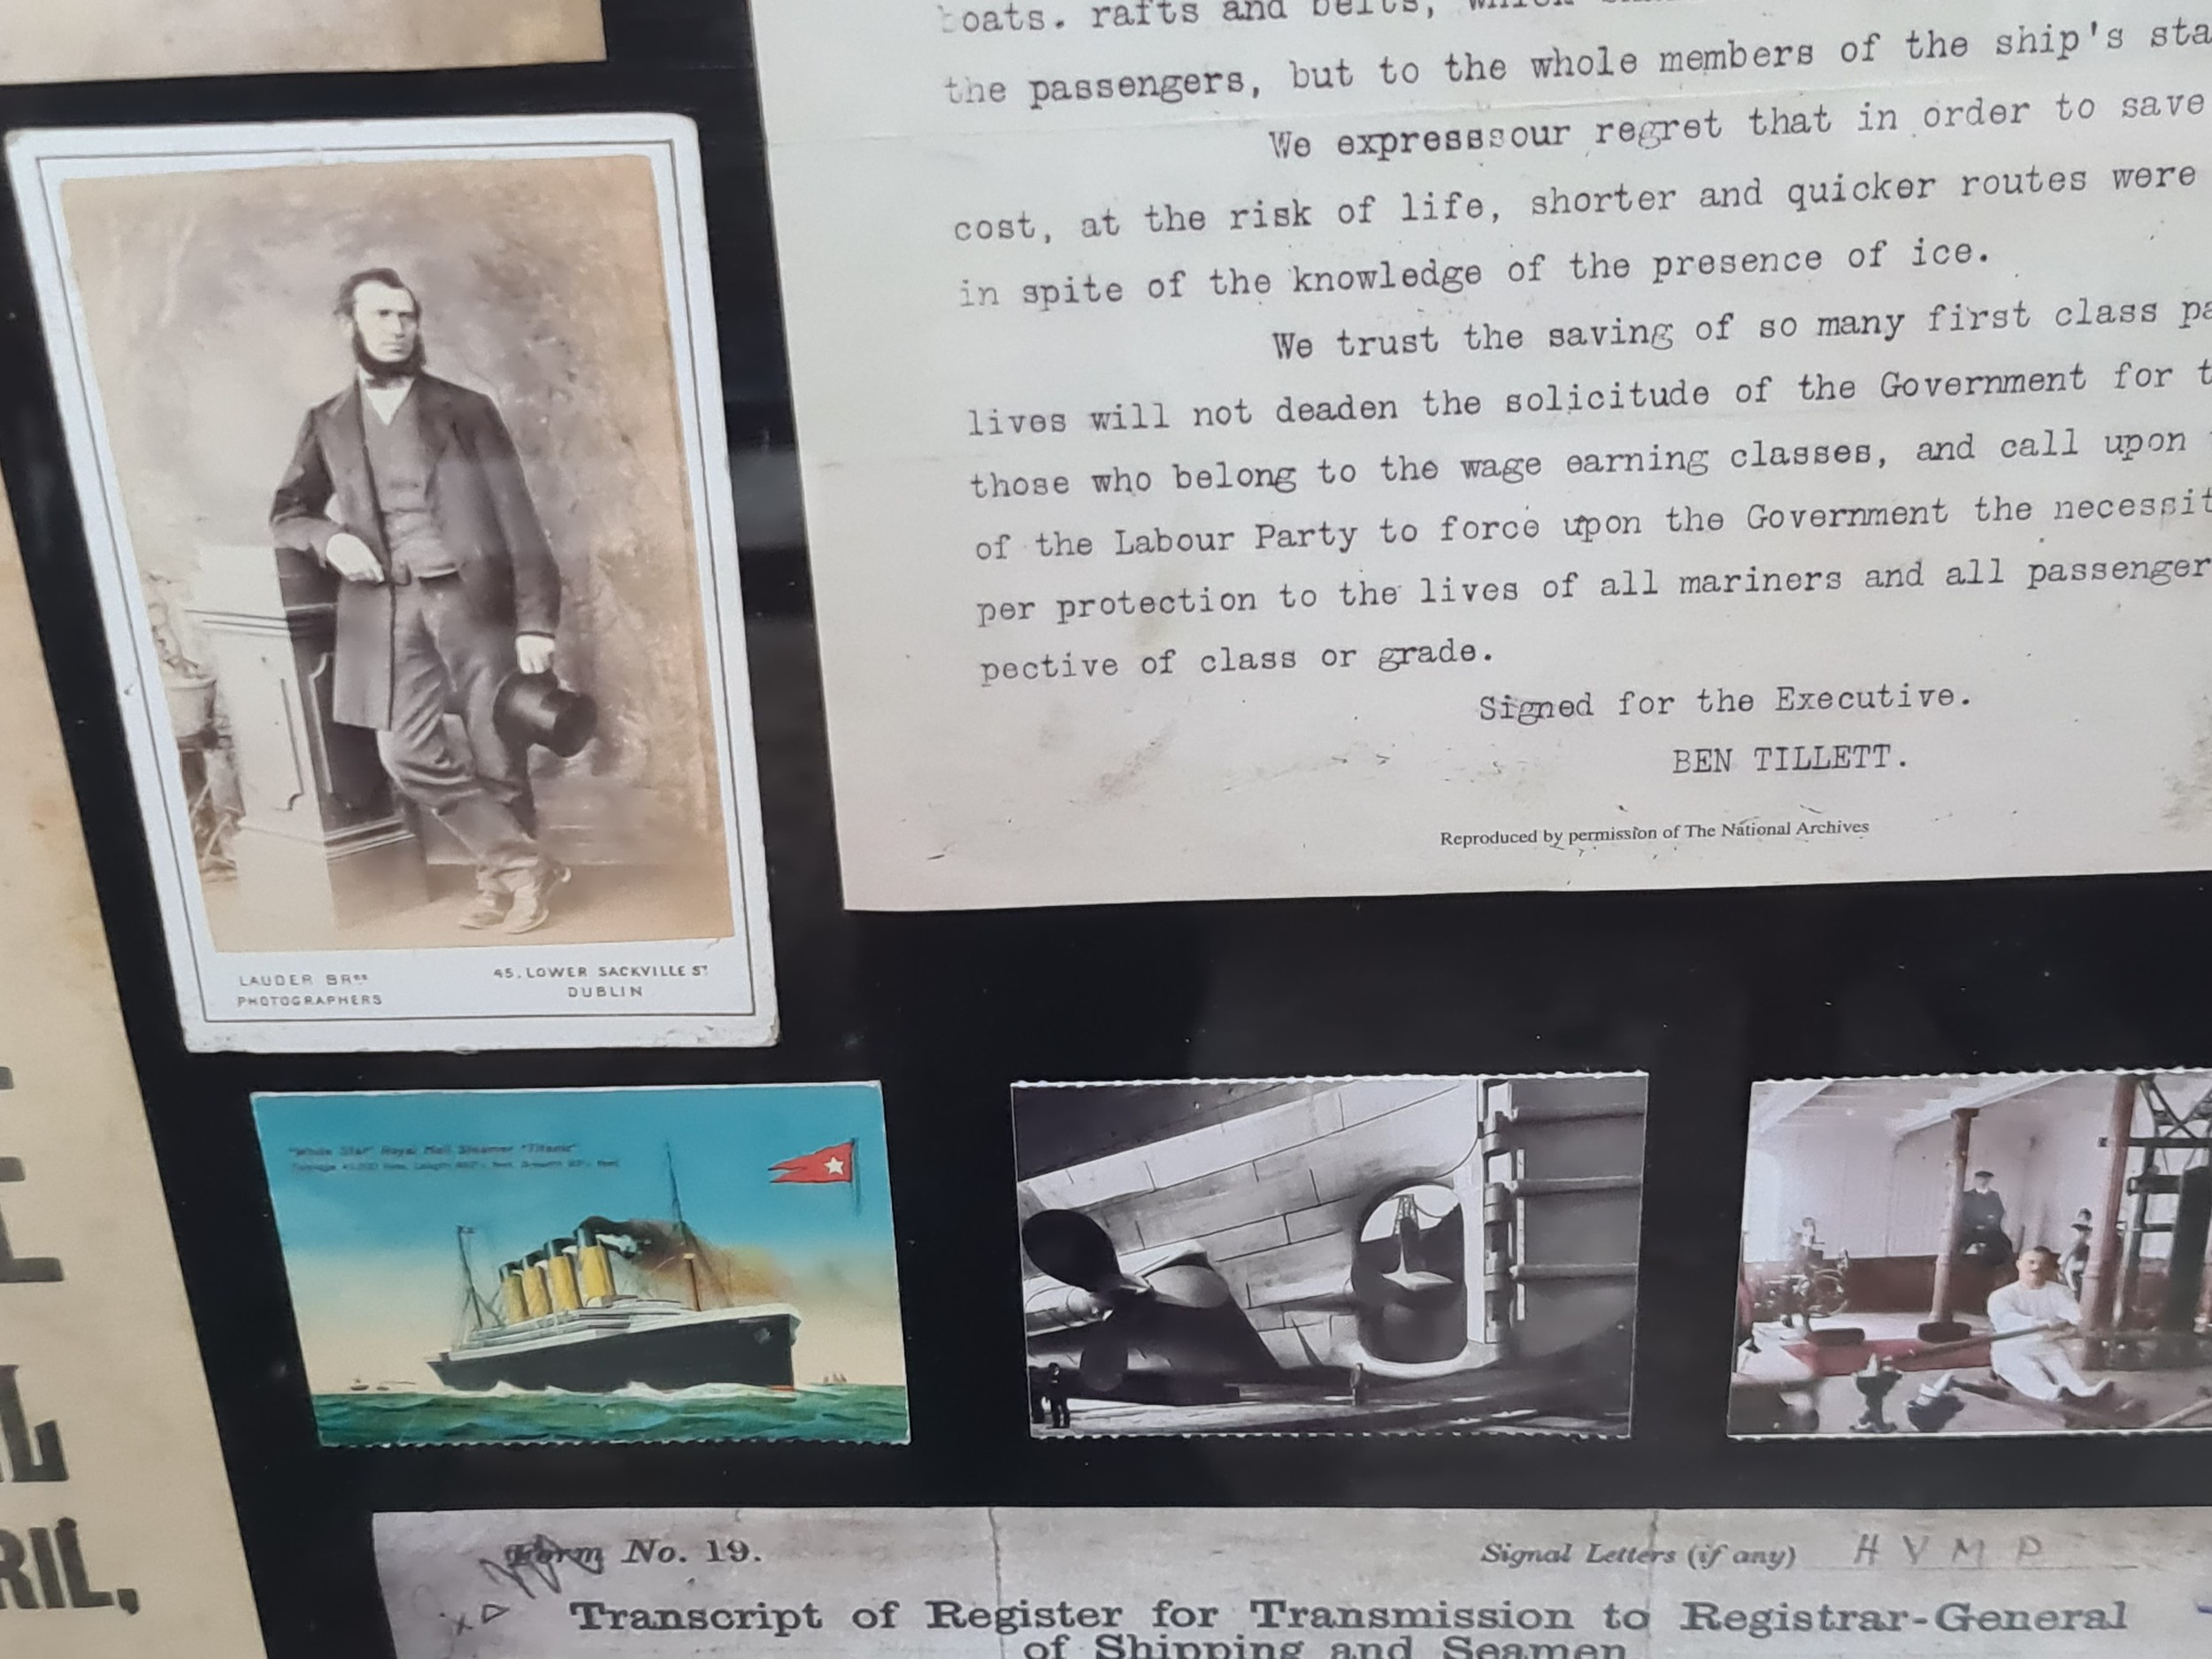 boats. rafts and belts,
the passengers, but to the whole members of the ship's sta
We expresssour regret that in order to save
cost, at the risk of life, shorter and quicker routes were
in spite of the knowledge of the presence of ice.
We trust the saving of so many first class pa
lives will not deaden the solicitude of the Government for t
those who belong to the wage earning classes, and call upon
of the Labour Party to force upon the Government the necessit
per protection to the lives of all mariners and all passenger
pective of class or grade.
Signed for the Executive.
BEN TILLETT.
Reproduced by permission of The National Archives
LAUDER BROS
PHOTOGRAPHERS
45. LOWER SACKVILLE ST
DUBLIN
"White Star" Royal Mail Steamer "Titanic"
L
RIL,
Form No. 19.
Signal Letters (if any) H V M P
Transcript of Register for Transmission to Registrar-General
of Shipping and Seamen